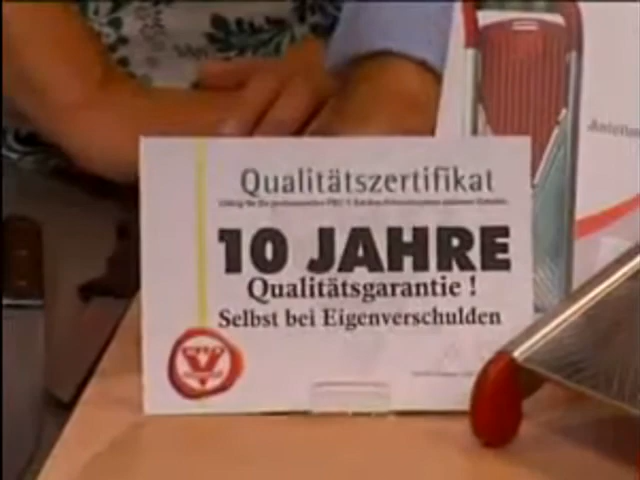 Qualitätszertifikat
10 JAHRE
Qualitätsgarantie !
Selbst bei Eigenverschulden